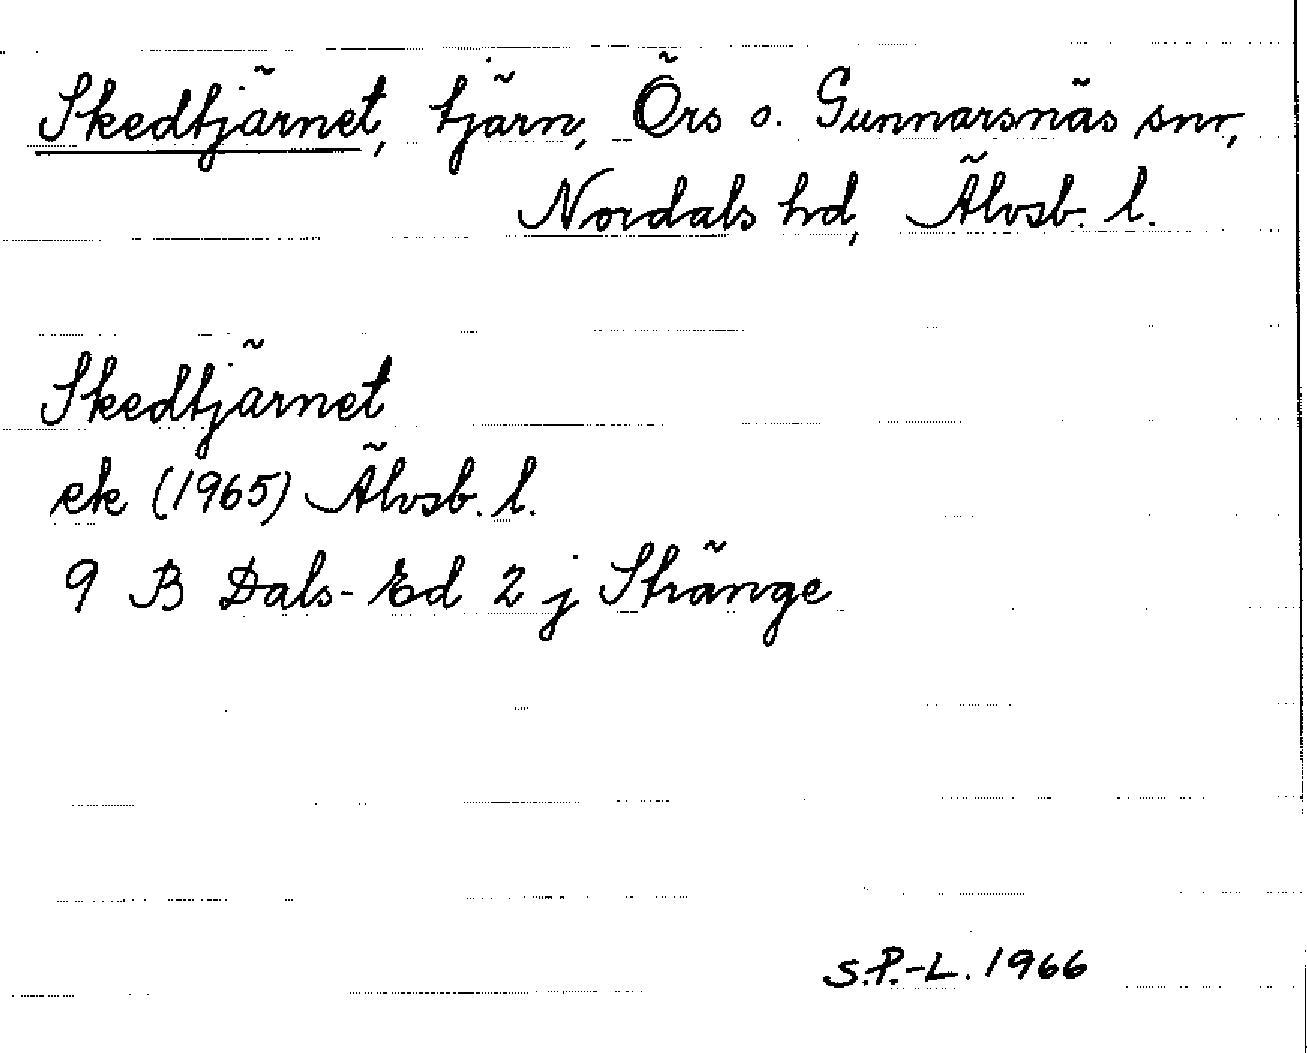 Skedtjärnet, tjärn, Örs o. Gunnarsnäs snr,
Nordals hd, Älvsb. l.
Skedtjärnet
ek (1965) Älvsb. l.
9 B Dals-Ed 2 j Stränge
S.P.-L. 1966